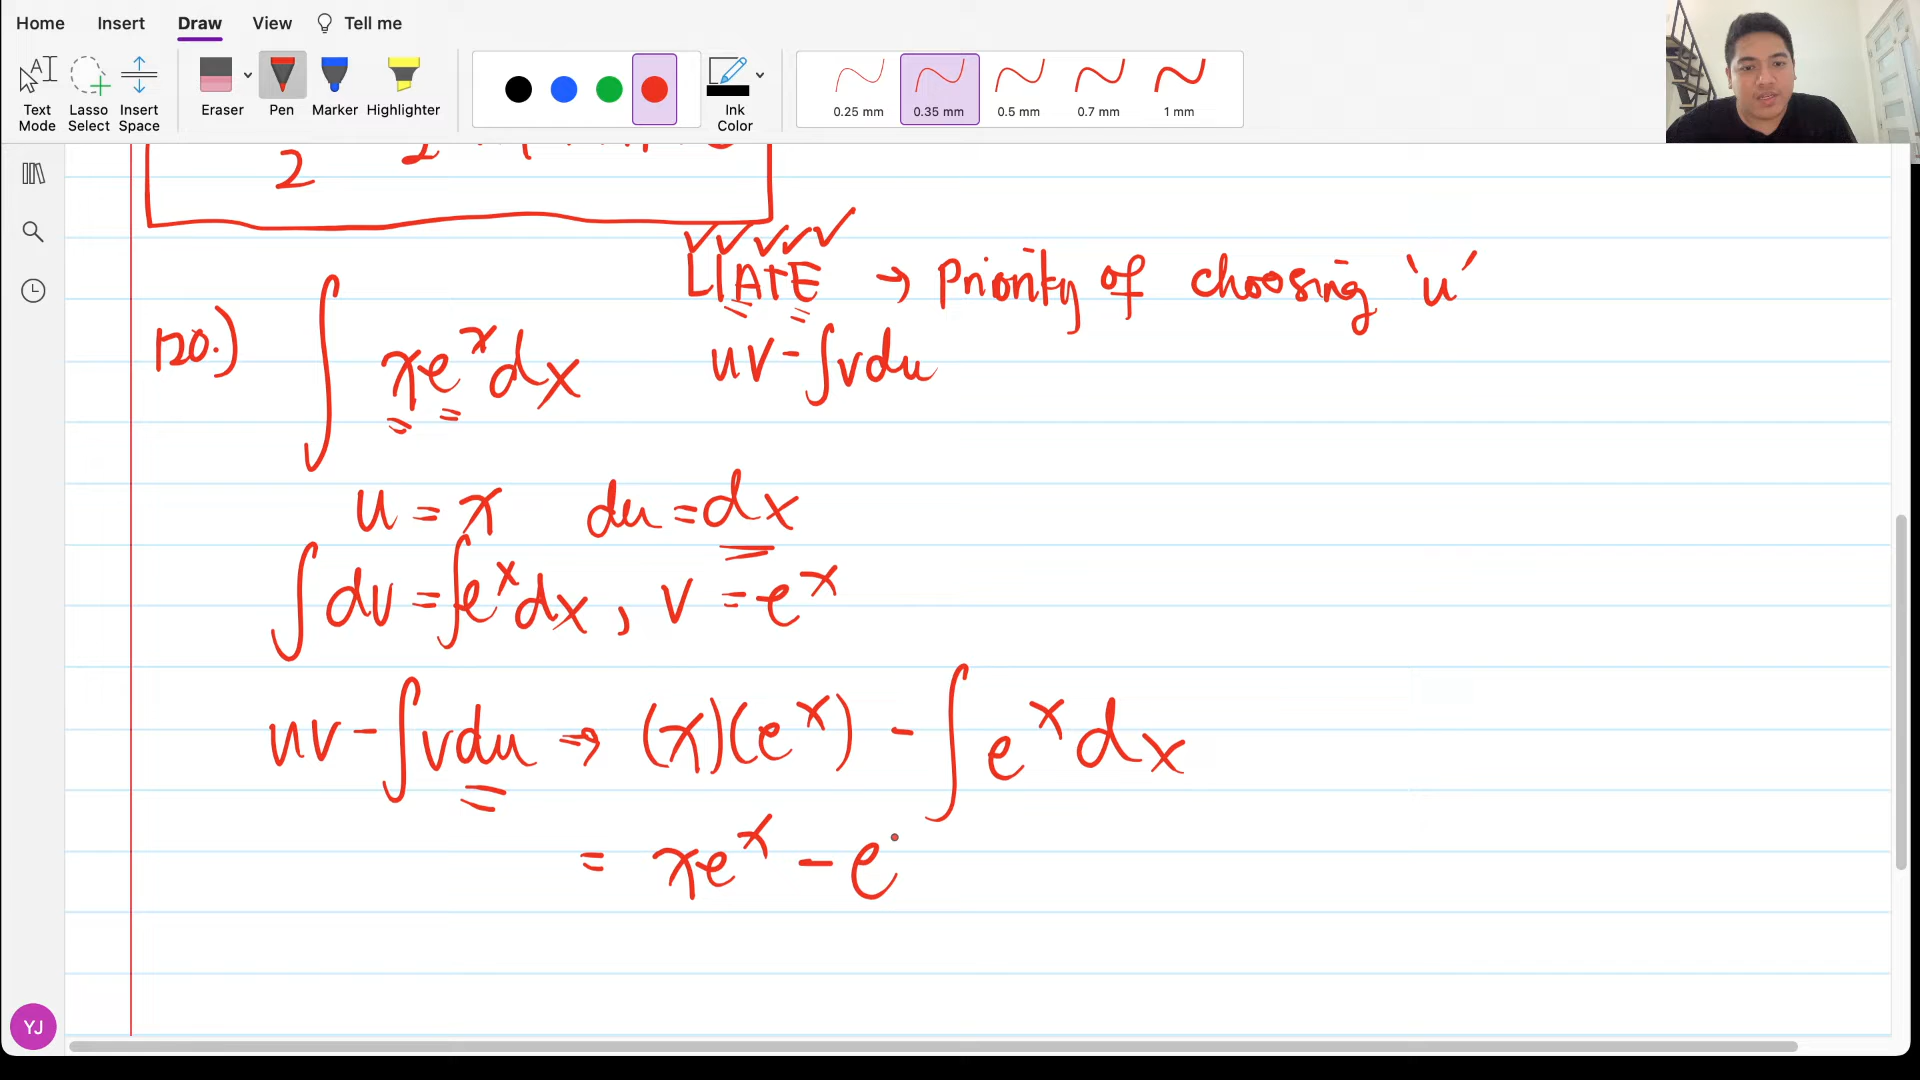 Home Insert Draw View Tell me
Text Mode Lasso Select Insert Space Eraser Pen Marker Highlighter Ink Color 0.25 mm 0.35 mm 0.5 mm 0.7 mm 1 mm
2
LIATE → Priority of choosing 'u'
120.) ∫ xe^x dx uv - ∫vdu
u = x du = dx
∫dv = ∫e^x dx, v = e^x
uv - ∫vdu → (x)(e^x) - ∫e^x dx
= xe^x - e
YJ